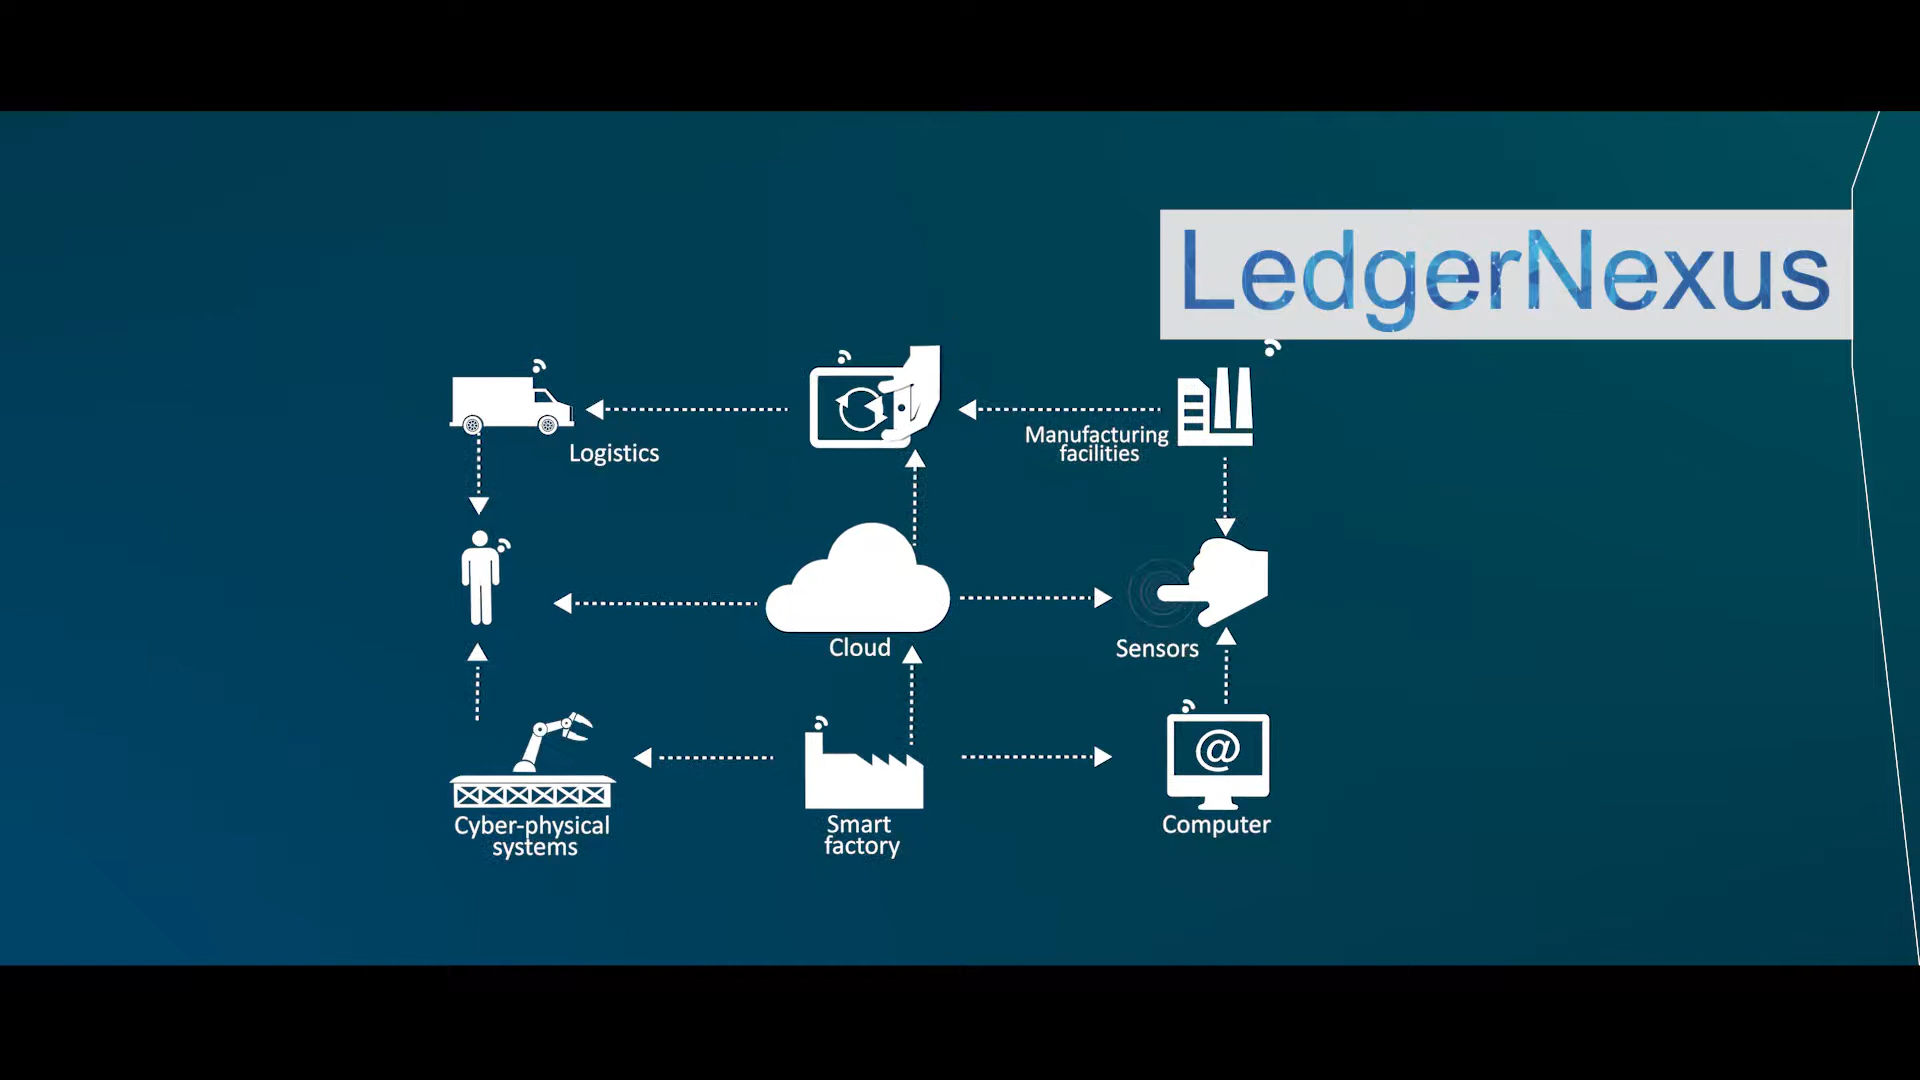 LedgerNexus
Manufacturing
facilities
Logistics
Cloud
Sensors
@
Cyber-physical
systems
Smart
factory
Computer